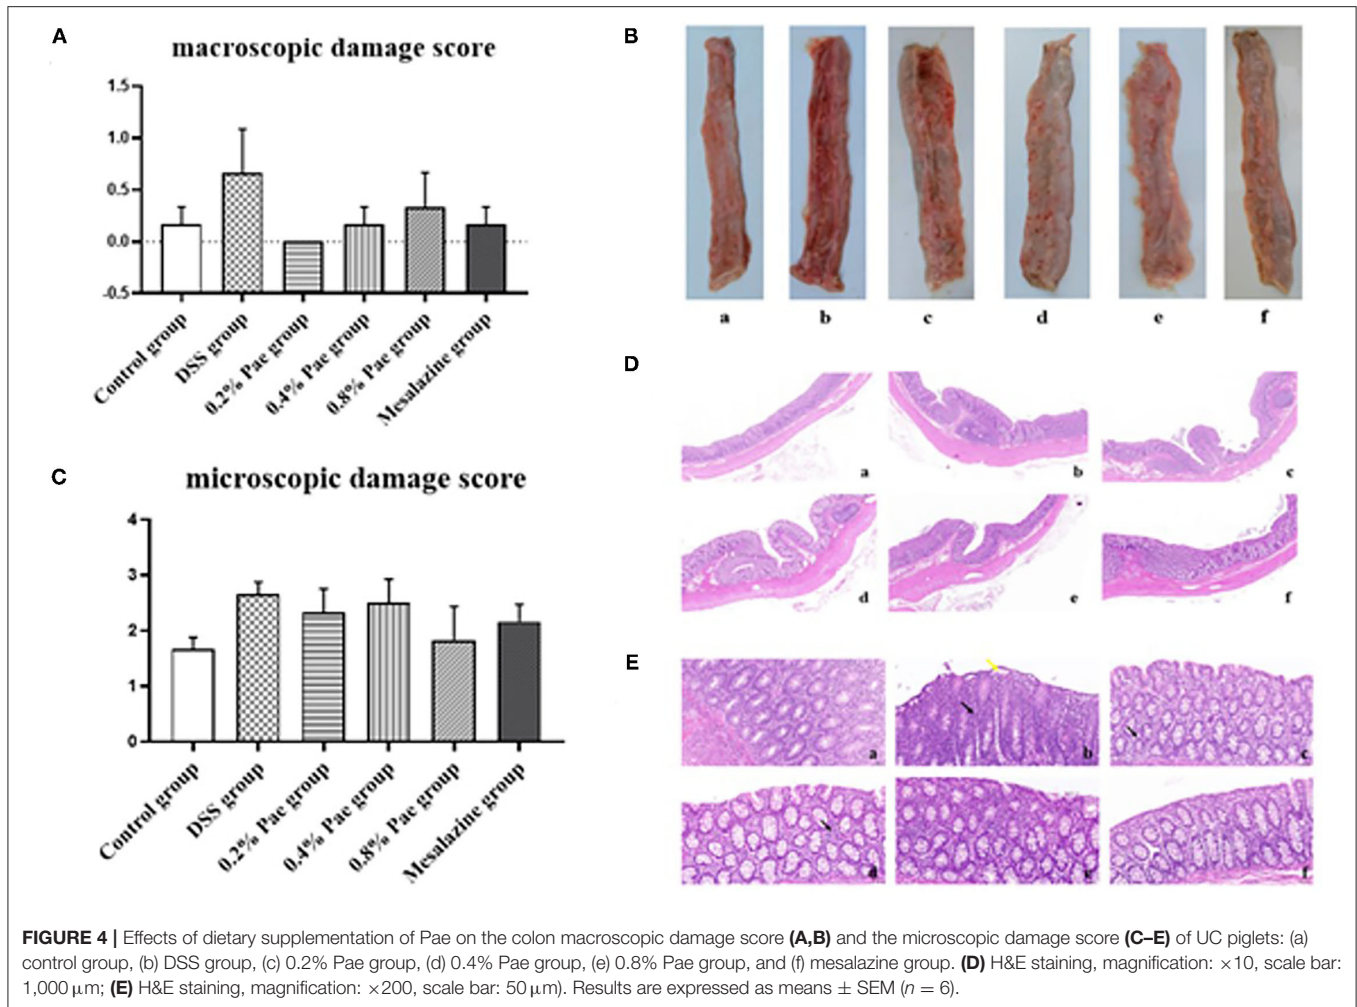 A
macroscopic damage score
1.5
1.0
0.5
0.0
-0.5
Control group
DSS group
0.2% Pae group
0.4% Pae group
0.8% Pae group
Mesalazine group
B
a
b
c
d
e
f
C
microscopic damage score
4
3
2
1
0
Control group
DSS group
0.2% Pae group
0.4% Pae group
0.8% Pae group
Mesalazine group
D
a
b
c
d
e
f
E
a
b
c
d
e
f
FIGURE 4 | Effects of dietary supplementation of Pae on the colon macroscopic damage score (A,B) and the microscopic damage score (C–E) of UC piglets: (a)
control group, (b) DSS group, (c) 0.2% Pae group, (d) 0.4% Pae group, (e) 0.8% Pae group, and (f) mesalazine group. (D) H&E staining, magnification: ×10, scale bar:
1,000 μm; (E) H&E staining, magnification: ×200, scale bar: 50 μm). Results are expressed as means ± SEM (n = 6).